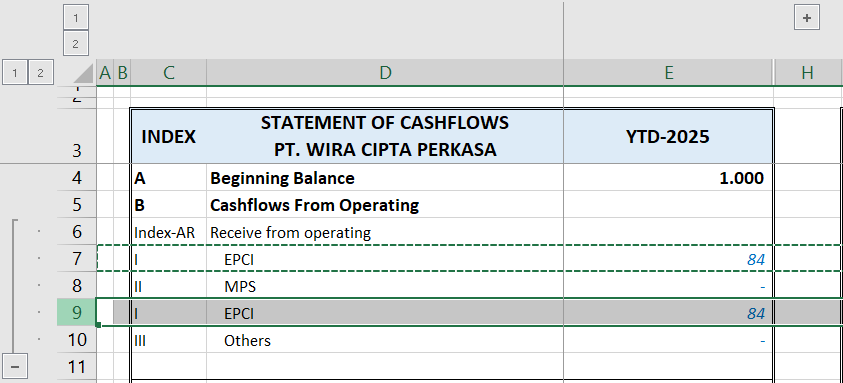 1
+
2
1 2 A B C D E H
1
2
3 INDEX STATEMENT OF CASHFLOWS YTD-2025
PT. WIRA CIPTA PERKASA
4 A Beginning Balance 1.000
5 B Cashflows From Operating
6 Index-AR Receive from operating
7 I EPCI 84
8 II MPS -
9 I EPCI 84
10 III Others -
11